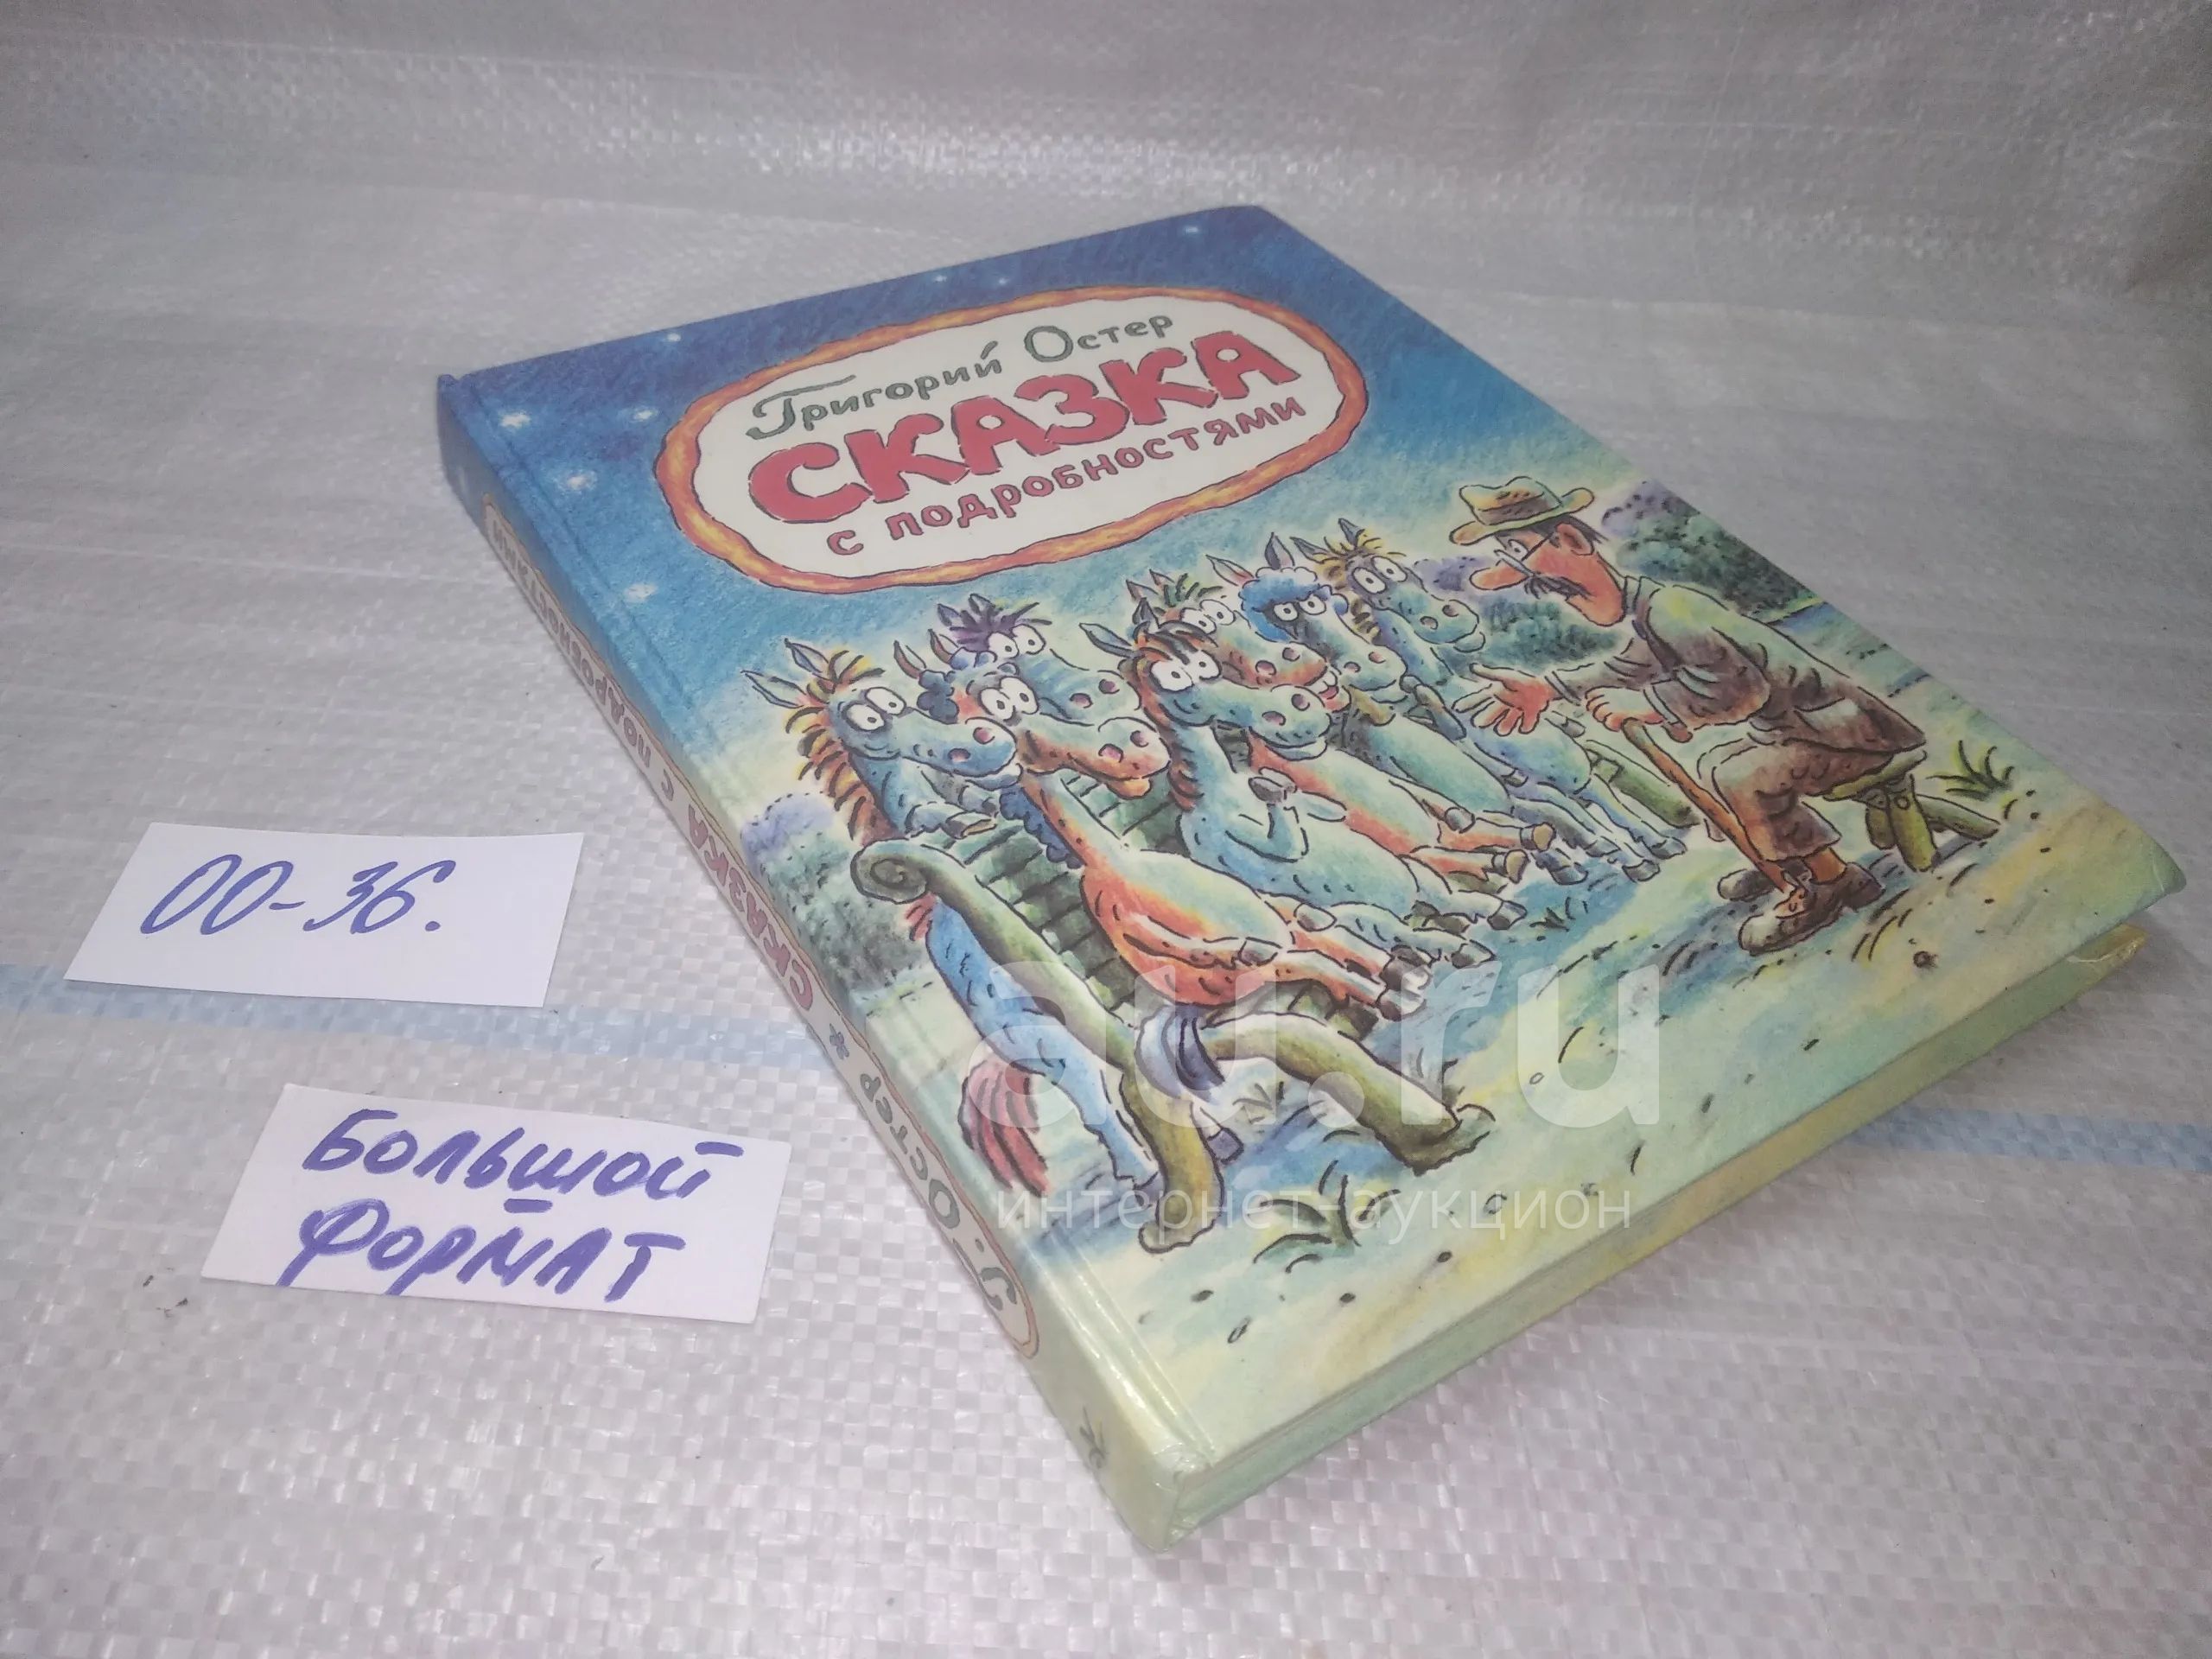 Григорий Остер
СКАЗКА
с подробностями
Г. Остер * Сказка с подробностями
00-36.
Большой
формат
au.ru
интернет-аукцион